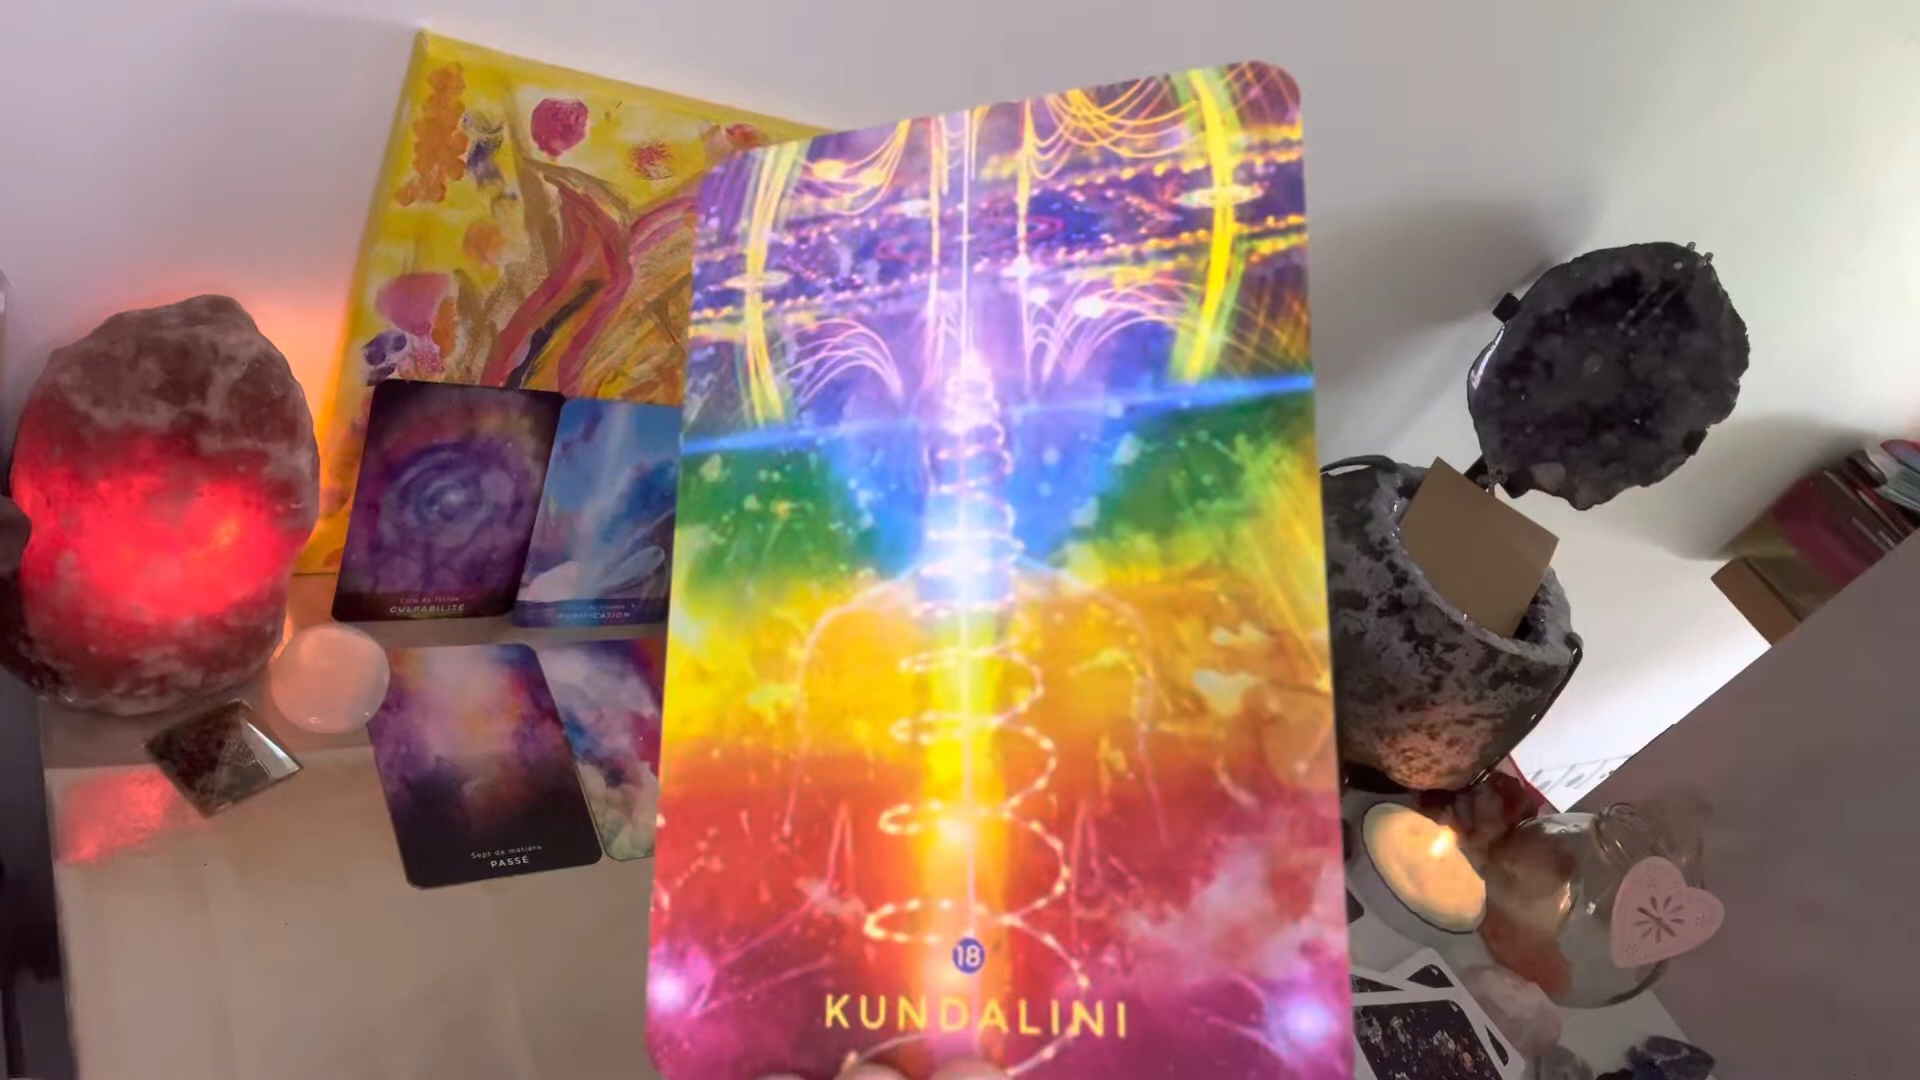 CULPABILITÉ
PURIFICATION
Sept de matière
PASSÉ
18
KUNDALINI